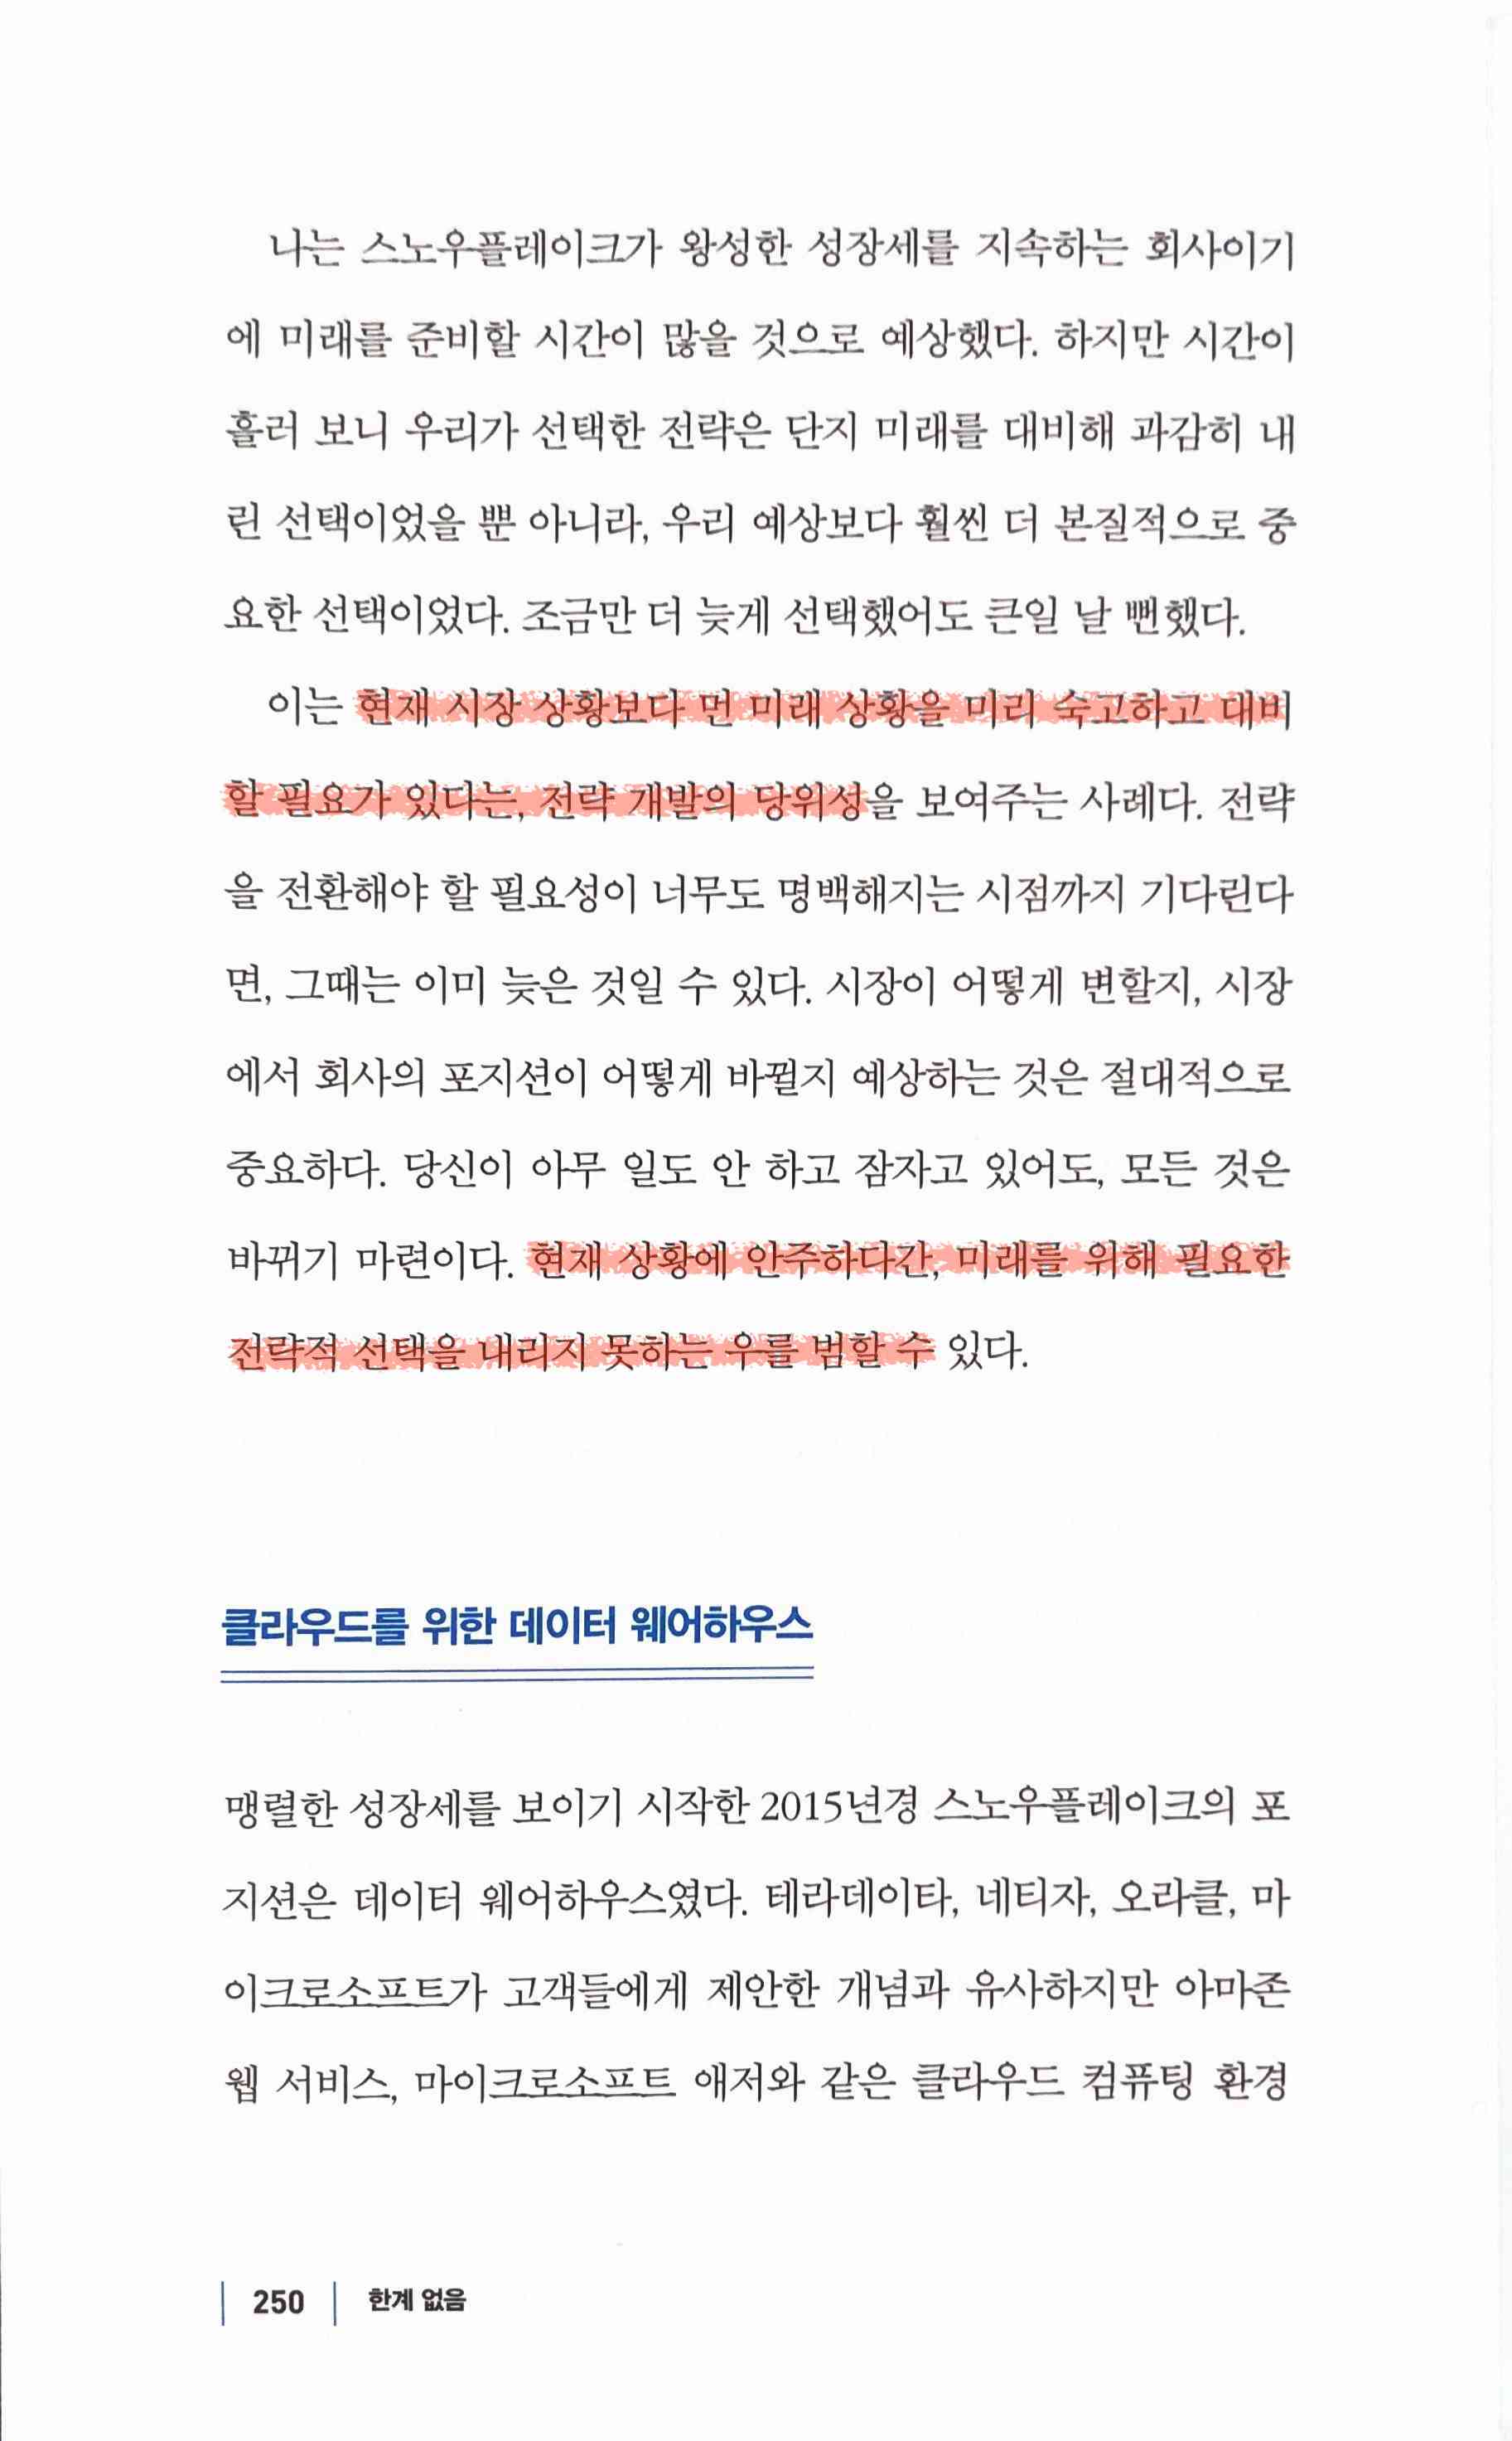 나는 스노우플레이크가 왕성한 성장세를 지속하는 회사이기
에 미래를 준비할 시간이 많을 것으로 예상했다. 하지만 시간이
흘러 보니 우리가 선택한 전략은 단지 미래를 대비해 과감히 내
린 선택이었을 뿐 아니라, 우리 예상보다 훨씬 더 본질적으로 중
요한 선택이었다. 조금만 더 늦게 선택했어도 큰일 날 뻔했다.
이는 현재 시장 상황보다 먼 미래 상황을 미리 숙고하고 대비
할 필요가 있다는, 전략 개발의 당위성을 보여주는 사례다. 전략
을 전환해야 할 필요성이 너무도 명백해지는 시점까지 기다린다
면, 그때는 이미 늦은 것일 수 있다. 시장이 어떻게 변할지, 시장
에서 회사의 포지션이 어떻게 바뀔지 예상하는 것은 절대적으로
중요하다. 당신이 아무 일도 안 하고 잠자고 있어도, 모든 것은
바뀌기 마련이다. 현재 상황에 안주하다간, 미래를 위해 필요한
전략적 선택을 내리지 못하는 우를 범할 수 있다.
클라우드를 위한 데이터 웨어하우스
맹렬한 성장세를 보이기 시작한 2015년경 스노우플레이크의 포
지션은 데이터 웨어하우스였다. 테라데이타, 네티자, 오라클, 마
이크로소프트가 고객들에게 제안한 개념과 유사하지만 아마존
웹 서비스, 마이크로소프트 애저와 같은 클라우드 컴퓨팅 환경
250 한계 없음